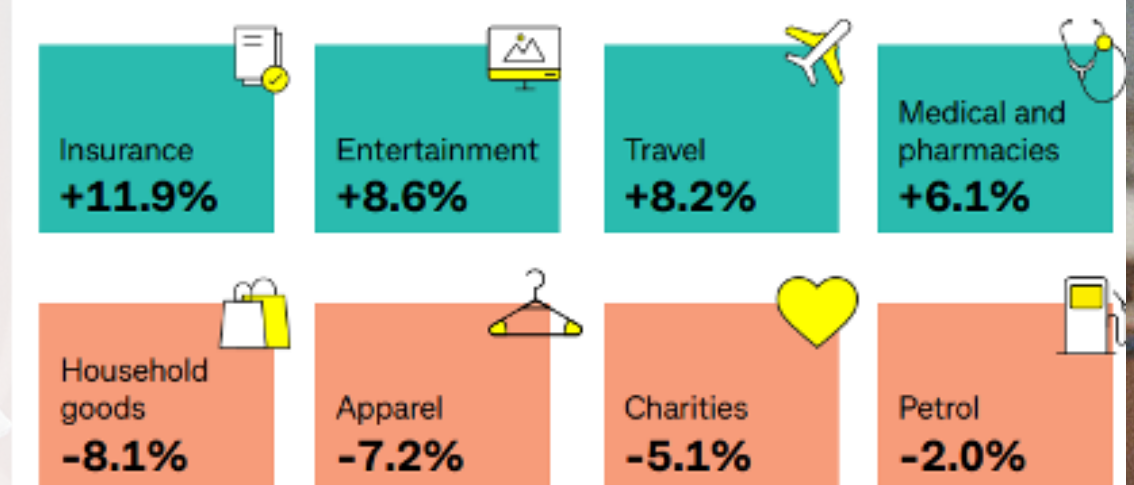 Insurance
+11.9%
Entertainment
+8.6%
Travel
+8.2%
Medical and
pharmacies
+6.1%
Household
goods
-8.1%
Apparel
-7.2%
Charities
-5.1%
Petrol
-2.0%